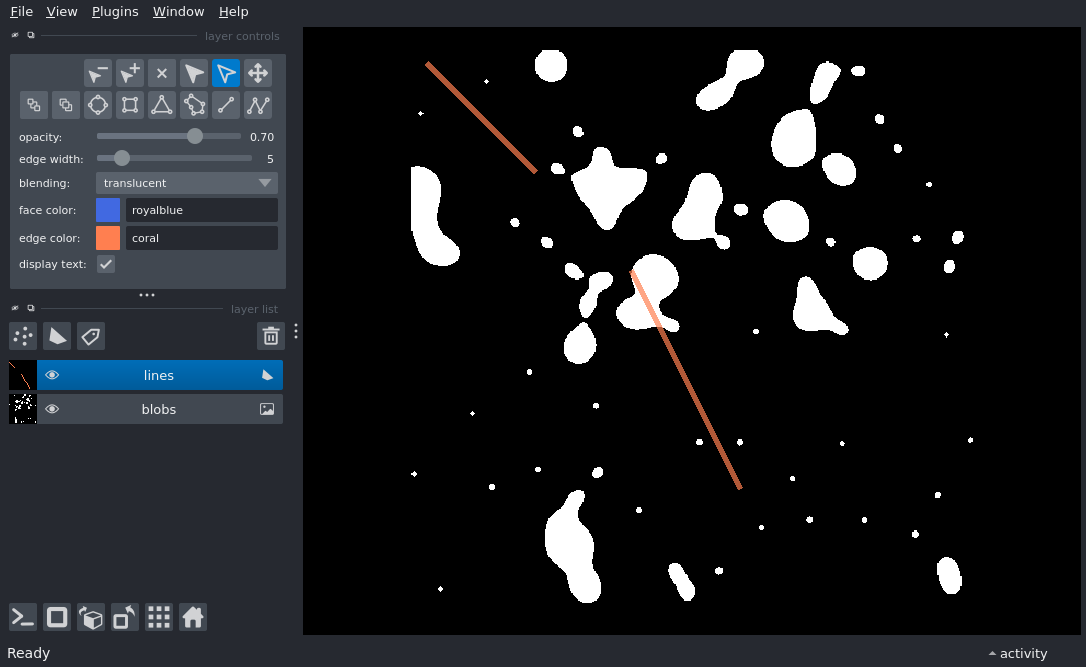 File View Plugins Window Help
layer controls
opacity: 0.70
edge width: 5
blending: translucent
face color: royalblue
edge color: coral
display text:
layer list
lines
blobs
Ready activity